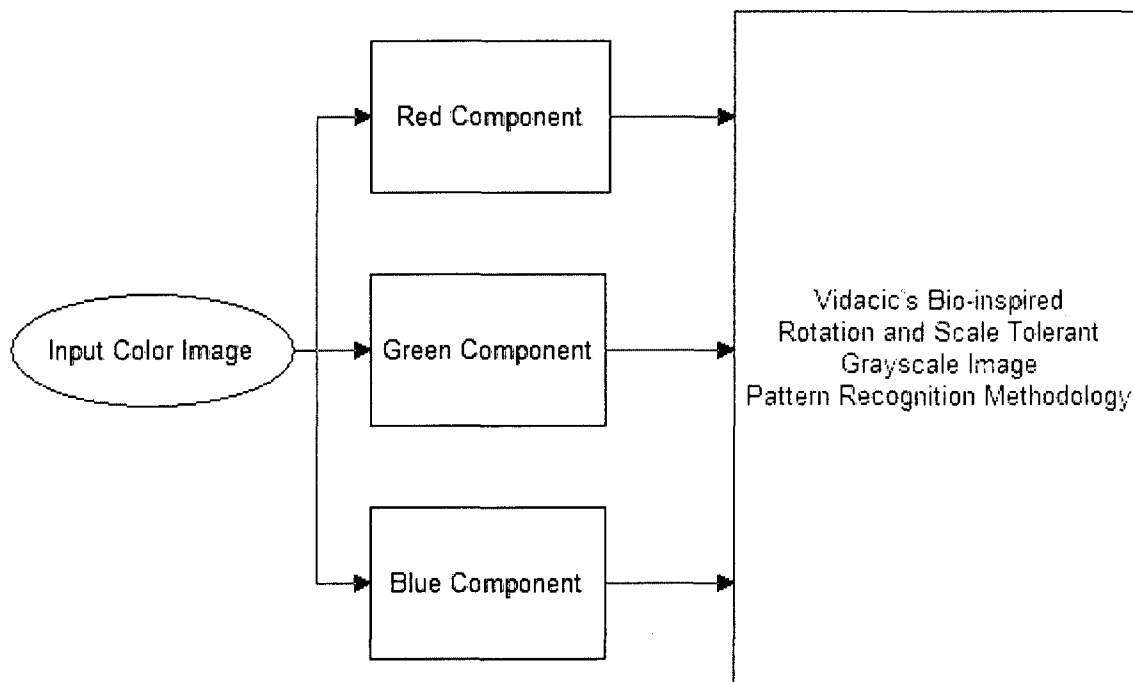 Red Component
Input Color Image
Green Component
Blue Component
Vidacic's Bio-inspired
Rotation and Scale Tolerant
Grayscale Image
Pattern Recognition Methodology